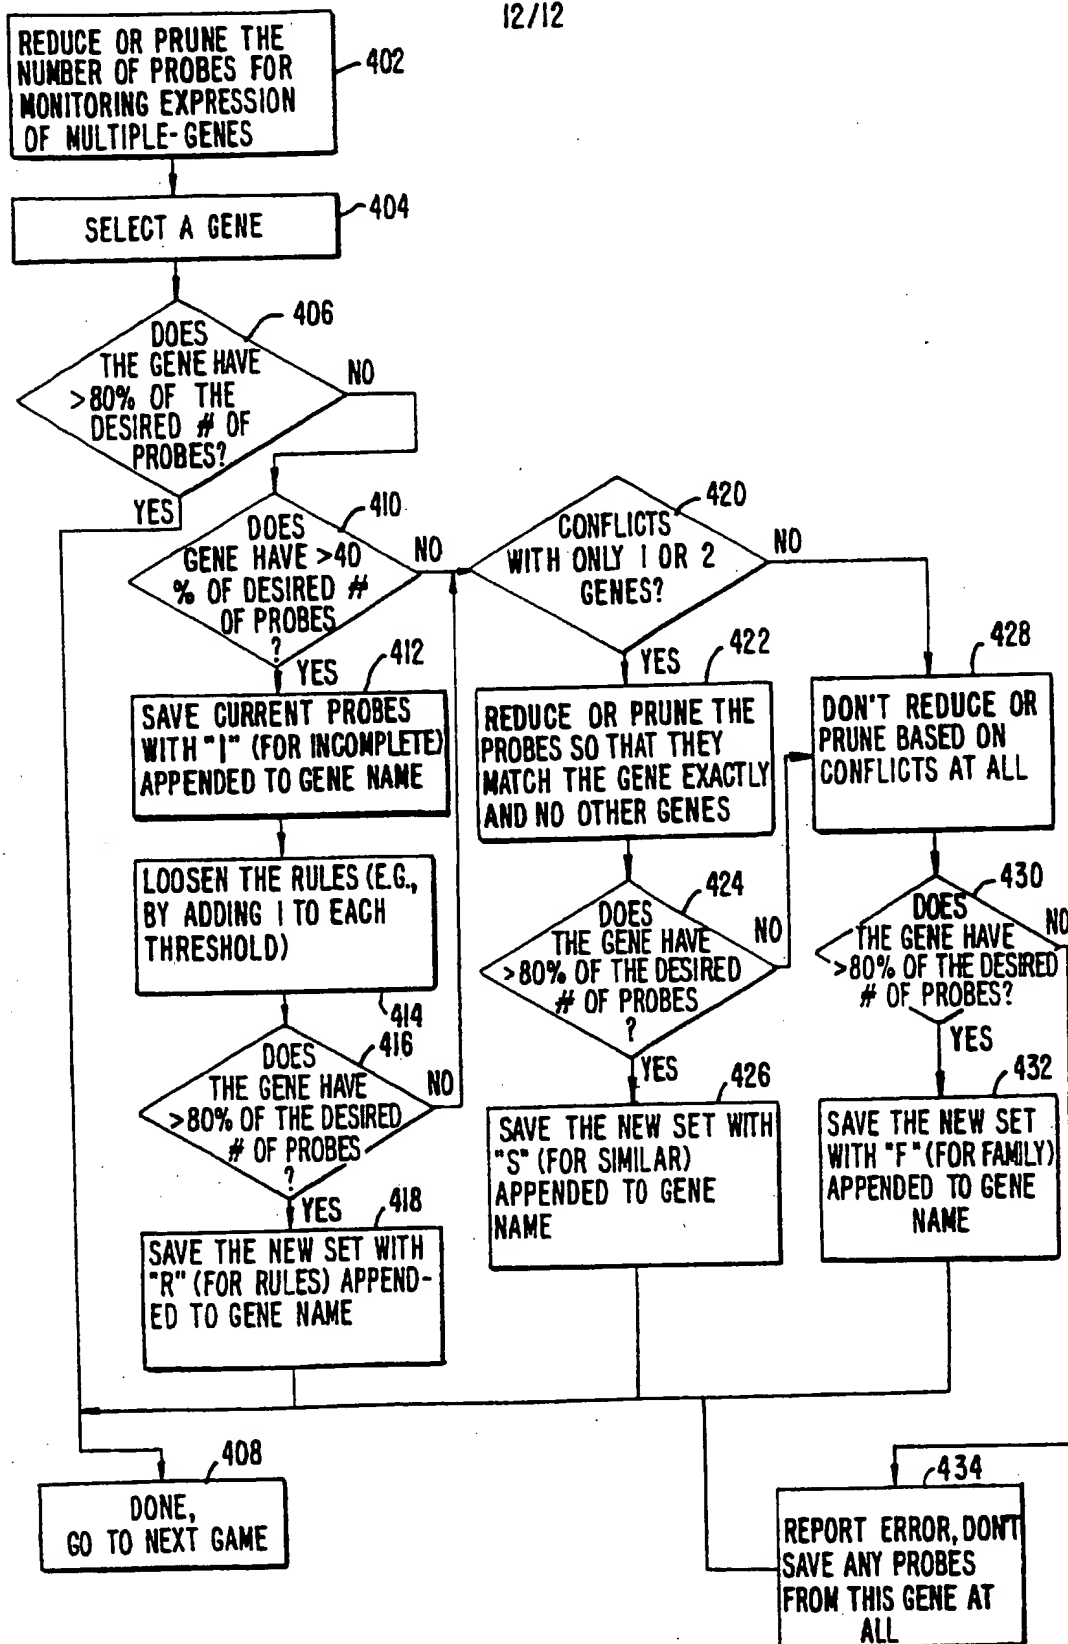 12/12
REDUCE OR PRUNE THE
NUMBER OF PROBES FOR
MONITORING EXPRESSION
OF MULTIPLE-GENES
402
SELECT A GENE
404
406
DOES
THE GENE HAVE
>80% OF THE
DESIRED # OF
PROBES?
NO
YES
410
DOES
GENE HAVE >40
% OF DESIRED #
OF PROBES
?
NO
YES
412
SAVE CURRENT PROBES
WITH "I" (FOR INCOMPLETE)
APPENDED TO GENE NAME
LOOSEN THE RULES (E.G.,
BY ADDING 1 TO EACH
THRESHOLD)
414
416
DOES
THE GENE HAVE
>80% OF THE DESIRED
# OF PROBES
?
NO
YES
418
SAVE THE NEW SET WITH
"R" (FOR RULES) APPEND-
ED TO GENE NAME
420
CONFLICTS
WITH ONLY 1 OR 2
GENES?
NO
YES
422
REDUCE OR PRUNE THE
PROBES SO THAT THEY
MATCH THE GENE EXACTLY
AND NO OTHER GENES
424
DOES
THE GENE HAVE
>80% OF THE DESIRED
# OF PROBES
?
NO
YES
426
SAVE THE NEW SET WITH
"S" (FOR SIMILAR)
APPENDED TO GENE
NAME
428
DON'T REDUCE OR
PRUNE BASED ON
CONFLICTS AT ALL
430
DOES
THE GENE HAVE
>80% OF THE DESIRED
# OF PROBES?
NO
YES
432
SAVE THE NEW SET
WITH "F" (FOR FAMILY)
APPENDED TO GENE
NAME
408
DONE,
GO TO NEXT GAME
434
REPORT ERROR, DON'T
SAVE ANY PROBES
FROM THIS GENE AT
ALL